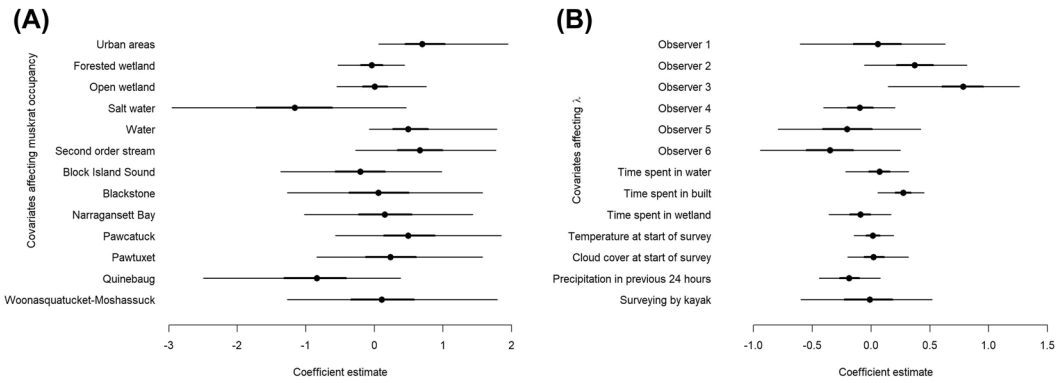 (A)
Covariates affecting muskrat occupancy
Urban areas
Forested wetland
Open wetland
Salt water
Water
Second order stream
Block Island Sound
Blackstone
Narragansett Bay
Pawcatuck
Pawtuxet
Quinebaug
Woonasquatucket-Moshassuck
-3 -2 -1 0 1 2
Coefficient estimate
(B)
Covariates affecting λ
Observer 1
Observer 2
Observer 3
Observer 4
Observer 5
Observer 6
Time spent in water
Time spent in built
Time spent in wetland
Temperature at start of survey
Cloud cover at start of survey
Precipitation in previous 24 hours
Surveying by kayak
-1.0 -0.5 0.0 0.5 1.0 1.5
Coefficient estimate